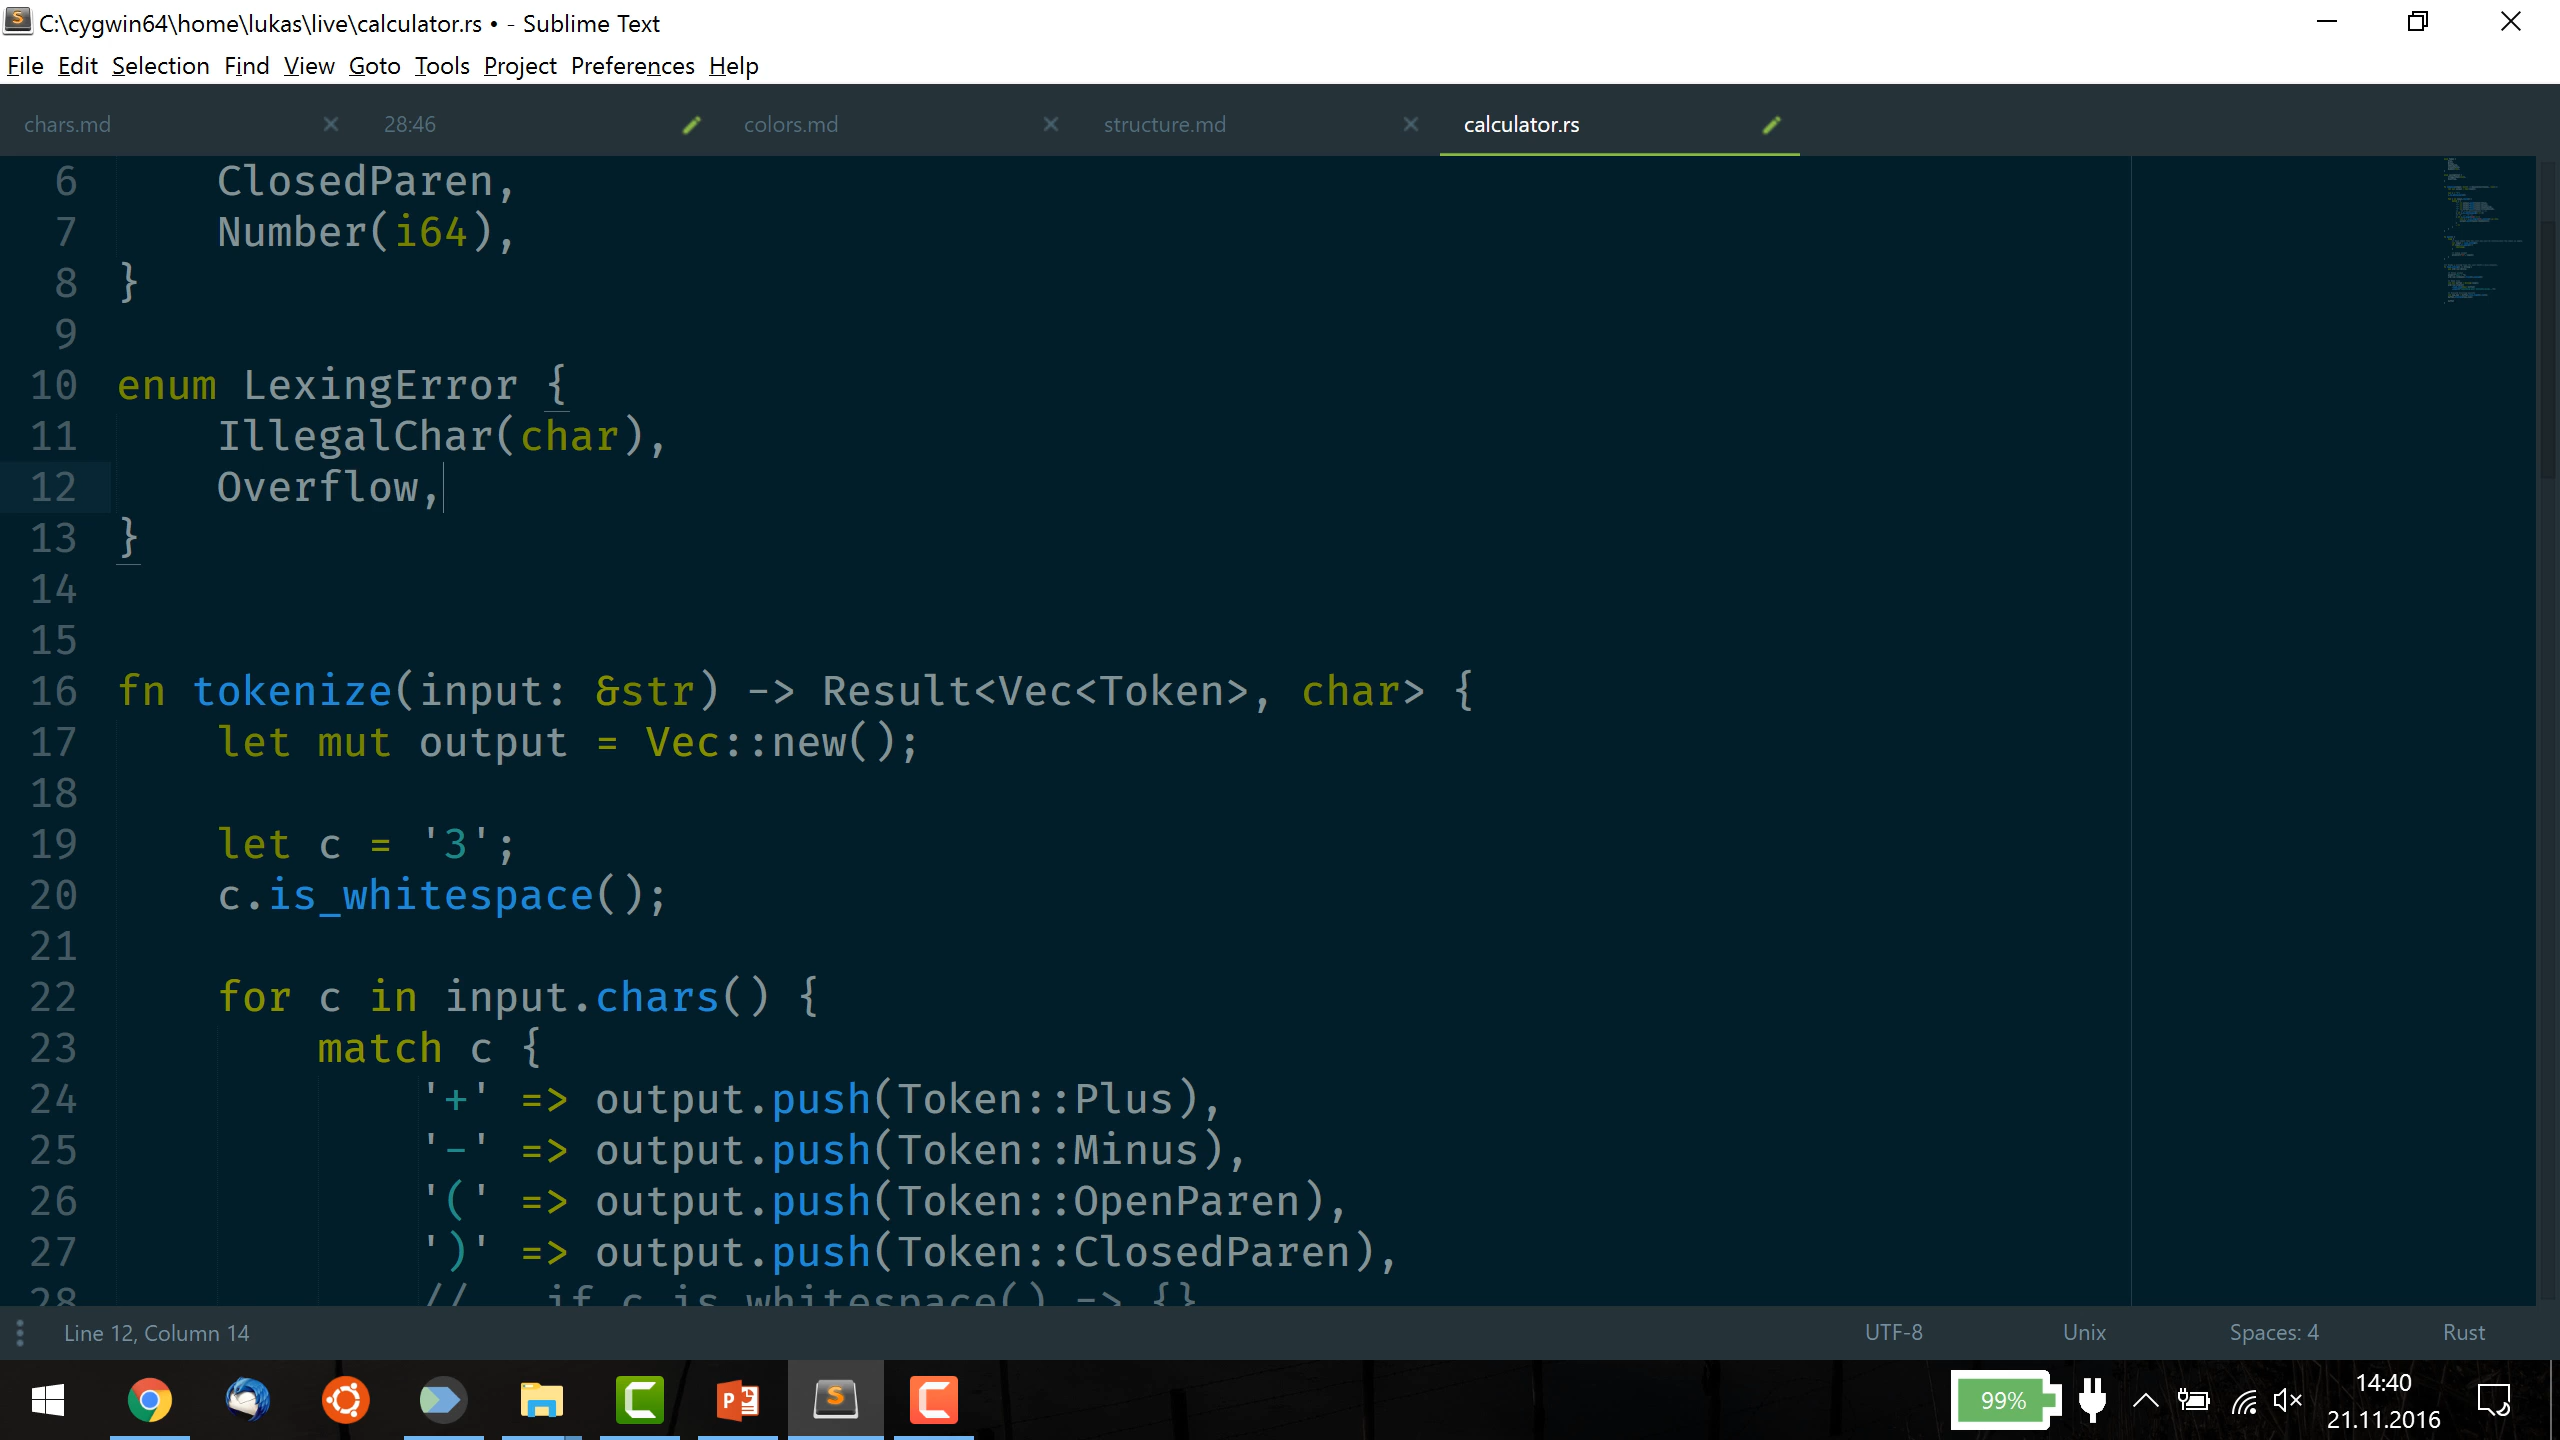 C:\cygwin64\home\lukas\live\calculator.rs • - Sublime Text
File Edit Selection Find View Goto Tools Project Preferences Help
chars.md 28:46 colors.md structure.md calculator.rs
6 ClosedParen,
7 Number(i64),
8 }
9
10 enum LexingError {
11 IllegalChar(char),
12 Overflow,
13 }
14
15
16 fn tokenize(input: &str) -> Result<Vec<Token>, char> {
17 let mut output = Vec::new();
18
19 let c = '3';
20 c.is_whitespace();
21
22 for c in input.chars() {
23 match c {
24 '+' => output.push(Token::Plus),
25 '-' => output.push(Token::Minus),
26 '(' => output.push(Token::OpenParen),
27 ')' => output.push(Token::ClosedParen),
28 // if c.is_whitespace() => {}
Line 12, Column 14 UTF-8 Unix Spaces: 4 Rust
99% 14:40
21.11.2016